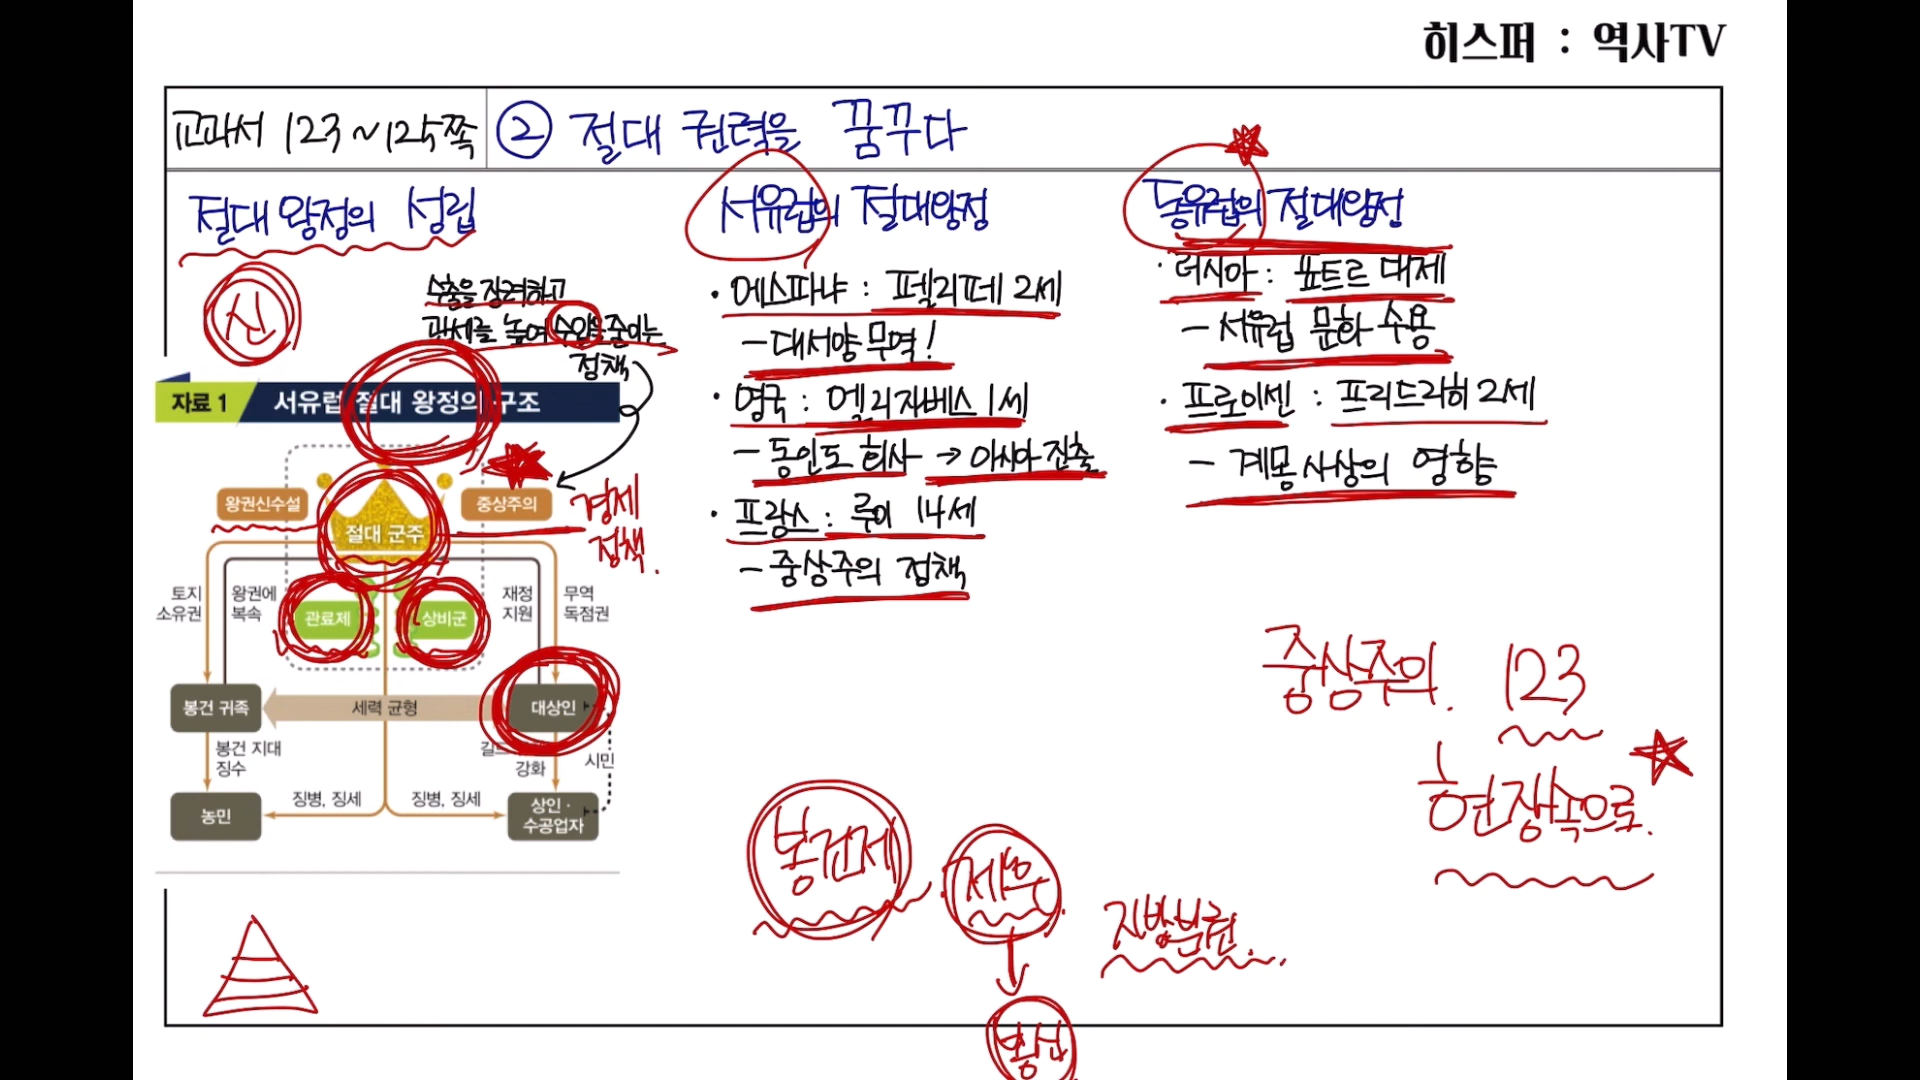 히스퍼 : 역사TV
교과서 123~125쪽
② 절대 권력을 꿈꾸다
절대 왕정의 성립
신
수출을 장려하고
관세를 높여 수입을 줄이는
정책
자료 1 서유럽 절대 왕정의 구조
왕권신수설
절대 군주
중상주의
경제
정책.
토지
소유권
왕권에
복속
관료제
상비군
재정
지원
무역
독점권
봉건 귀족
세력 균형
대상인
봉건 지대
징수
강화
시민
농민
징병, 징세
징병, 징세
상인·
수공업자
서유럽의 절대왕정
· 에스파냐 : 펠리페 2세
- 대서양 무역!
· 영국 : 엘리자베스 1세
- 동인도 회사 → 아시아 진출
· 프랑스 : 루이 14세
- 중상주의 정책
동유럽의 절대왕정
· 러시아 : 표트르 대제
- 서유럽 문화 수용
· 프로이센 : 프리드리히 2세
- 계몽사상의 영향
중상주의. 123
현장속으로.
봉건제
제후
지방분권.
왕